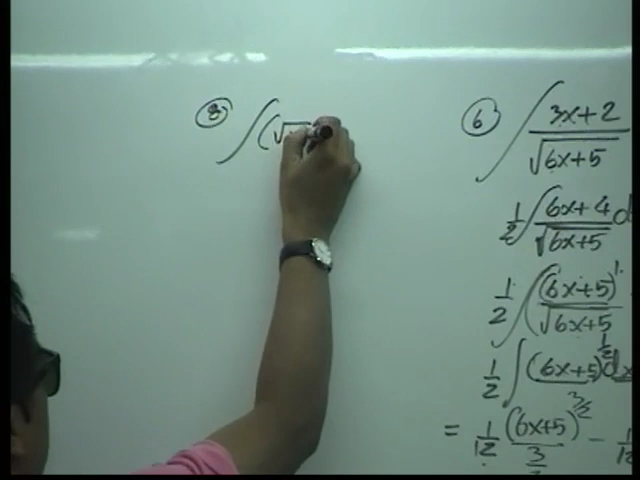 ⑧ ∫(√
⑥ ∫ 3x+2 / √6x+5
1/2 ∫ 6x+4 / √6x+5 d
1/2 ∫ (6x+5)¹ / √6x+5
1/2 ∫ (6x+5)^1/2 dx
= 1/12 (6x+5)^3/2 / 3/2 - 1/12